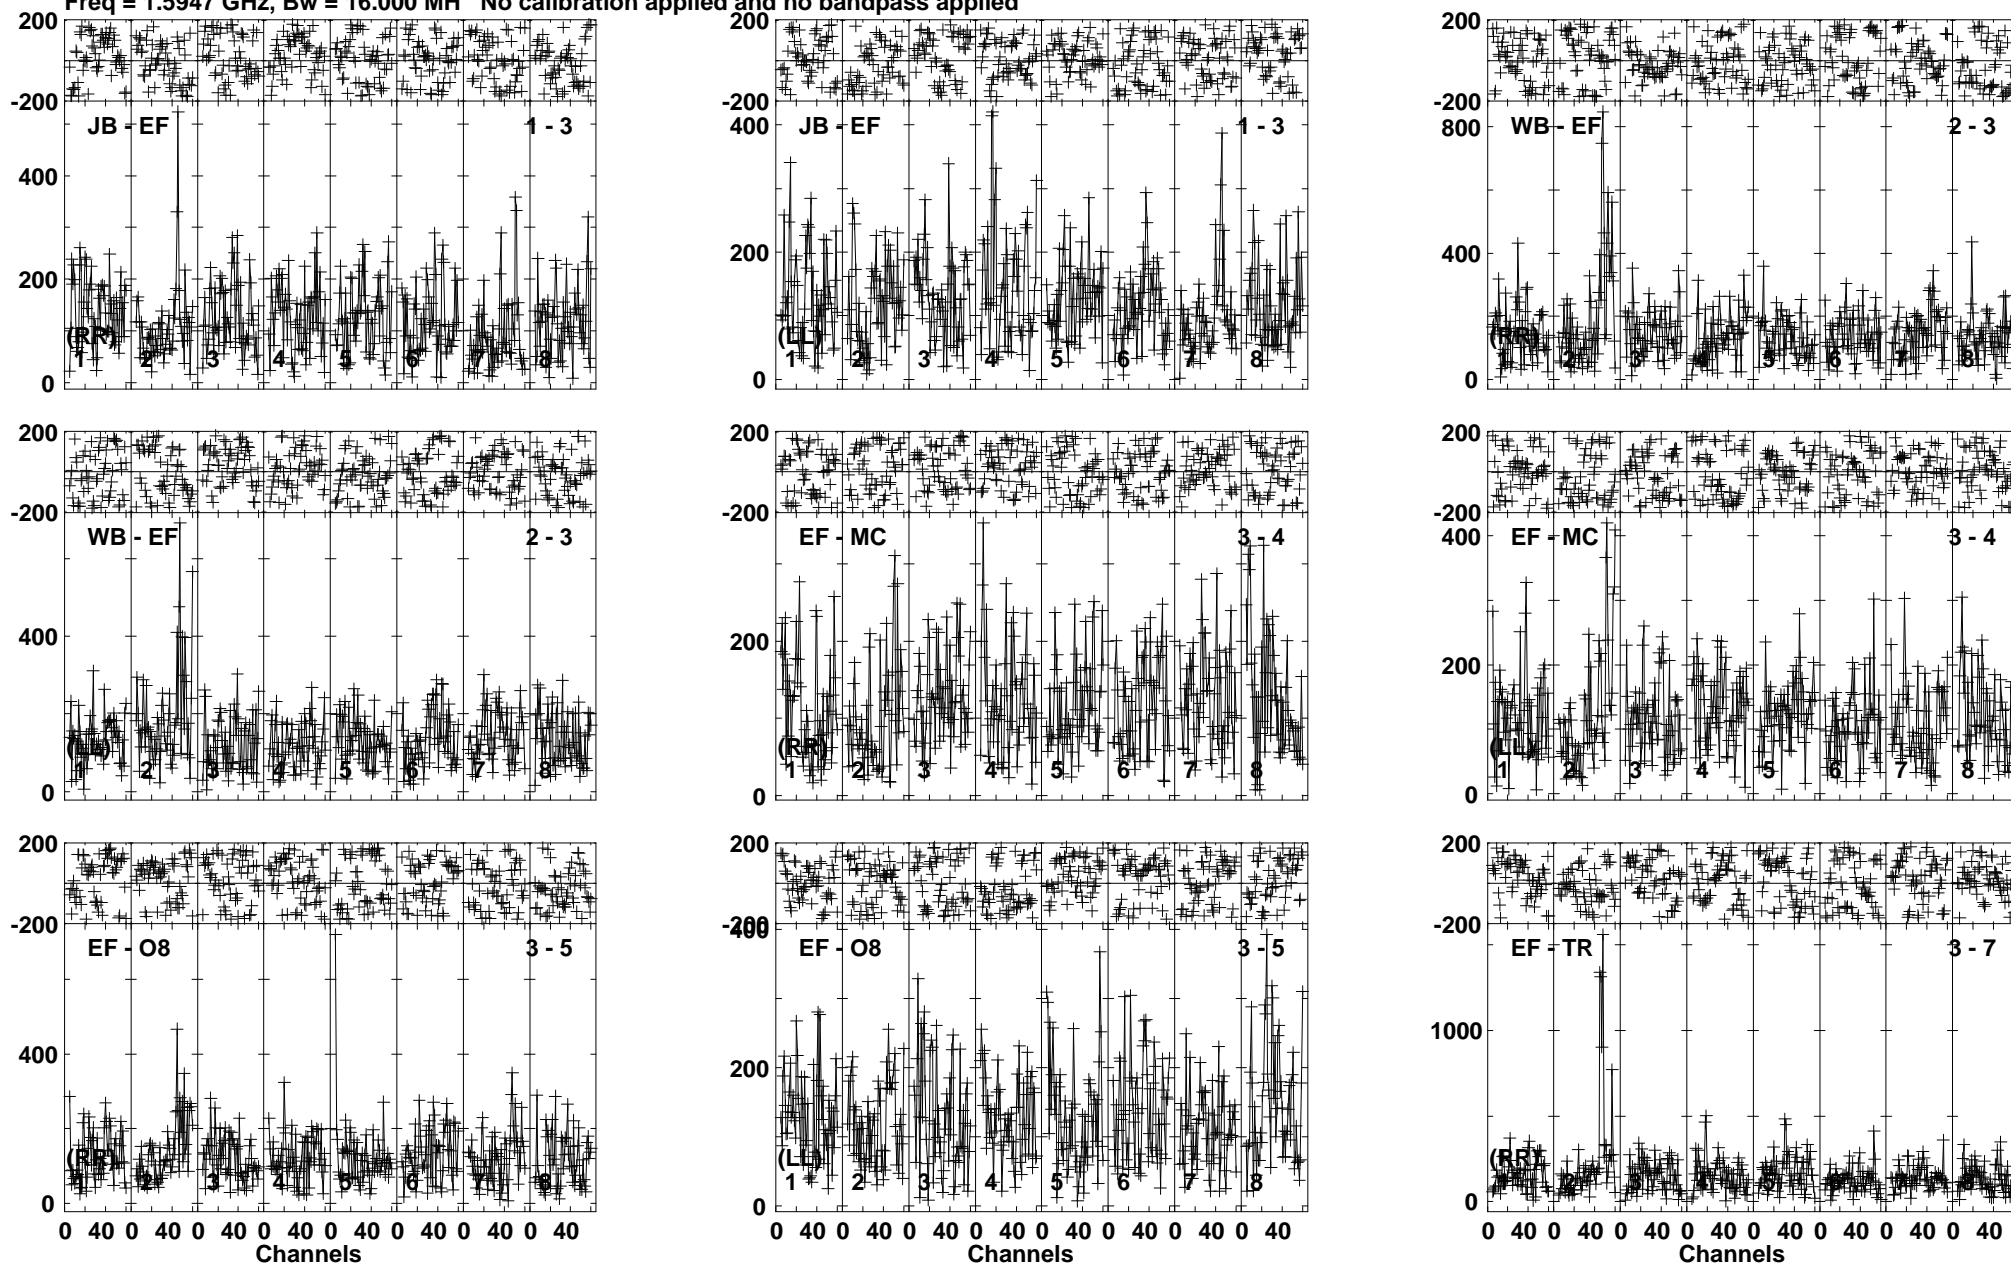 Freq = 1.5947 GHz, Bw = 16.000 MH No calibration applied and no bandpass applied
200 200 200
-200 -200 -200
JB - EF 1 - 3 JB - EF 1 - 3 WB - EF 2 - 3
400 400 800
200 200 400
(RR) (LL) (RR)
1 2 3 4 5 6 7 8 1 2 3 4 5 6 7 8 1 2 3 4 5 6 7 8
0 0 0
200 200 200
-200 -200 -200
WB - EF 2 - 3 EF - MC 3 - 4 EF - MC 3 - 4
400 200 400
200
(LL) (RR) (LL)
1 2 3 4 5 6 7 8 1 2 3 4 5 6 7 8 1 2 3 4 5 6 7 8
0 0 0
200 200 200
-200 -200 -200
400
EF - O8 3 - 5 EF - O8 3 - 5 EF - TR 3 - 7
400 200 1000
(RR) (LL) (RR)
1 2 3 4 5 6 7 8 1 2 3 4 5 6 7 8 1 2 3 4 5 6 7 8
0 0 0
0 40 0 40 0 40 0 40 0 40 0 40 0 40 0 40 0 40 0 40 0 40 0 40 0 40 0 40 0 40 0 40 0 40 0 40 0 40 0 40 0 40 0 40 0 40 0 40
Channels Channels Channels